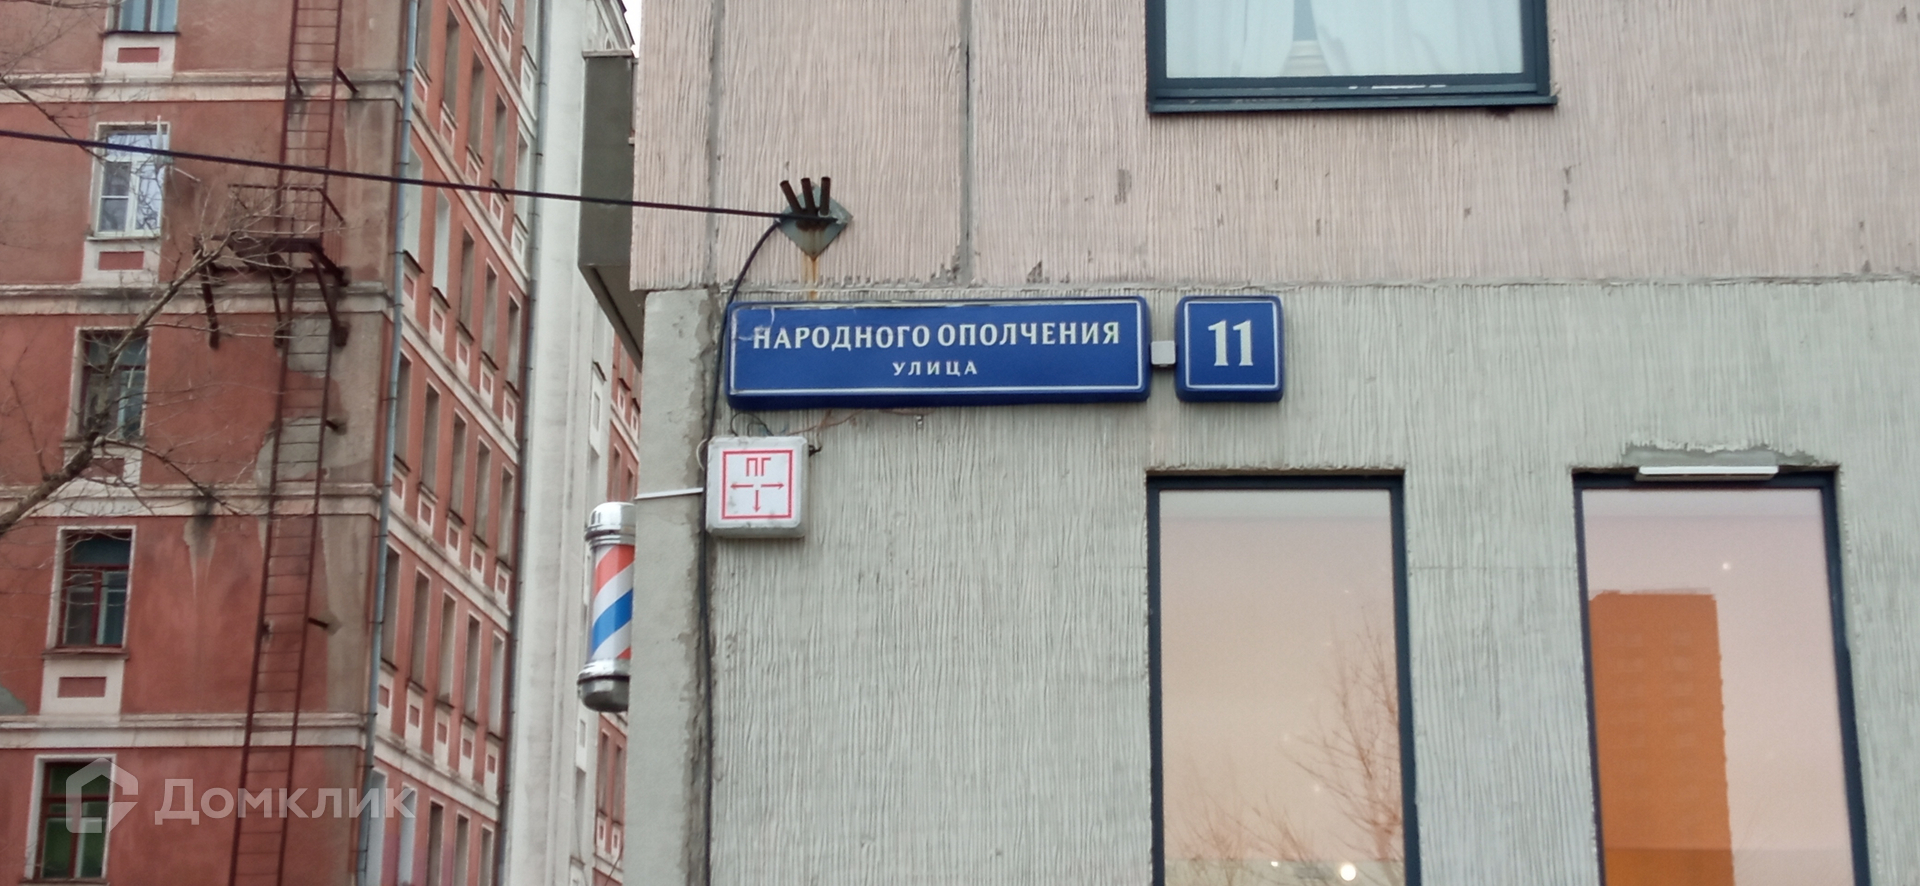 НАРОДНОГО ОПОЛЧЕНИЯ
УЛИЦА
11
ПГ
Домклик